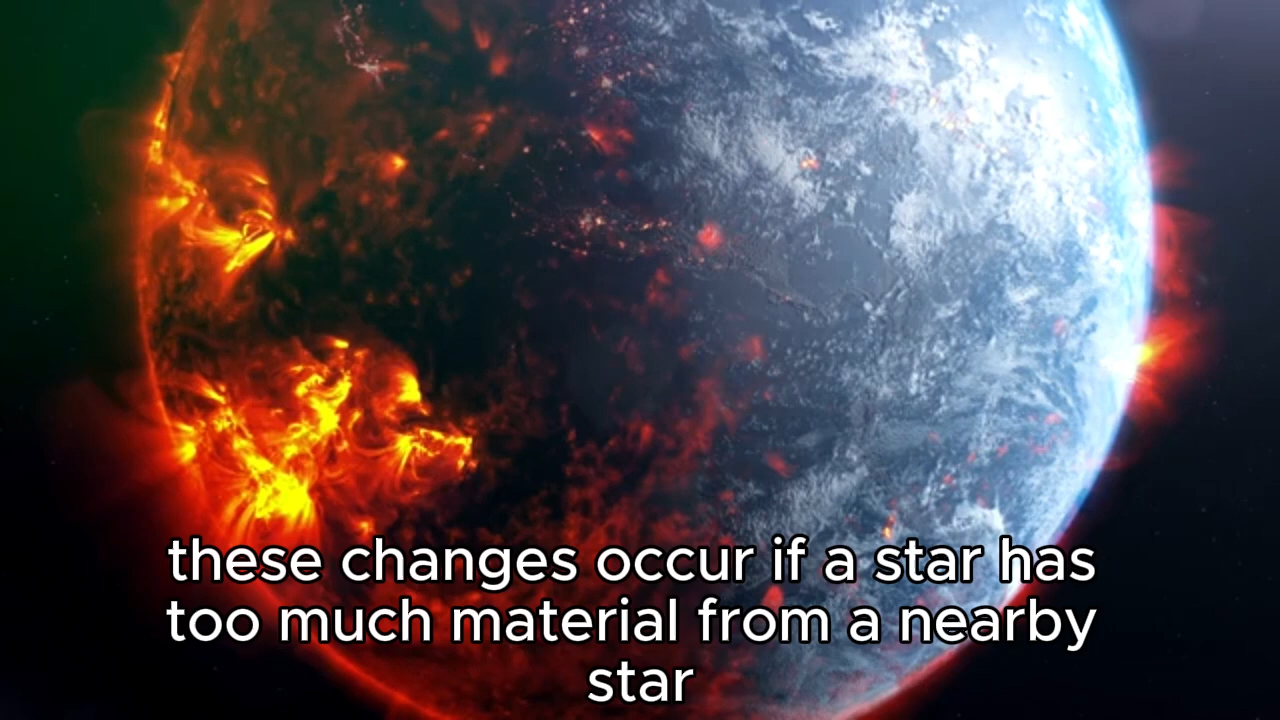 these changes occur if a star has
too much material from a nearby
star